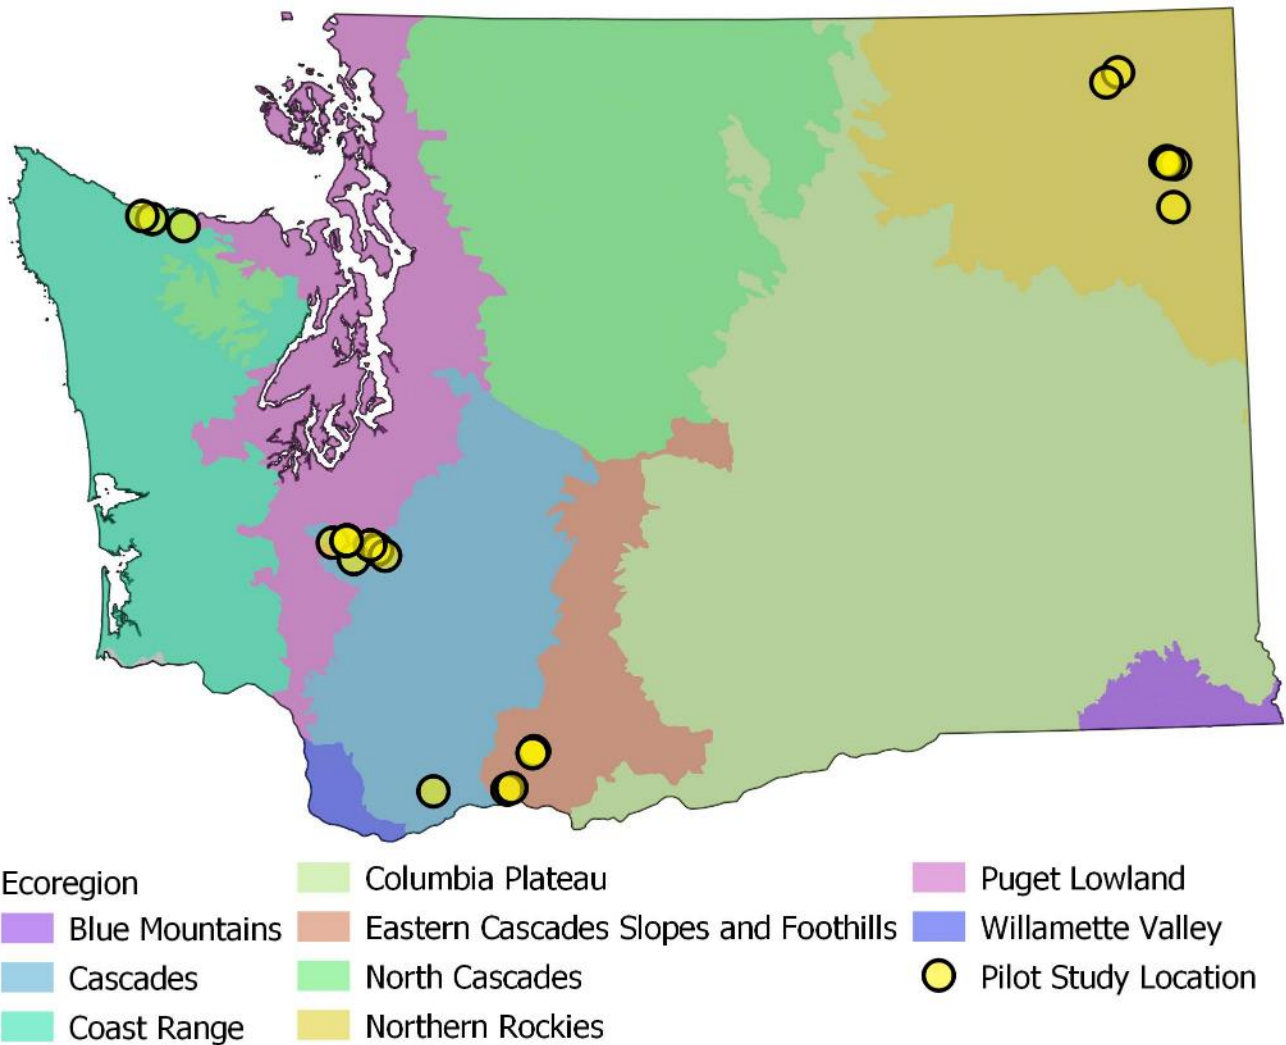 Ecoregion
Blue Mountains
Cascades
Coast Range
Columbia Plateau
Eastern Cascades Slopes and Foothills
North Cascades
Northern Rockies
Puget Lowland
Willamette Valley
Pilot Study Location